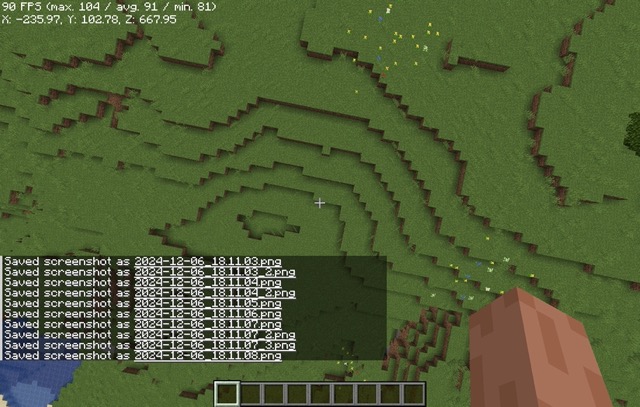 90 FPS (max. 104 / avg. 91 / min. 81)
X: -235.97, Y: 102.78, Z: 667.95
Saved screenshot as 2024-12-06_18.11.03.png
Saved screenshot as 2024-12-06_18.11.03_2.png
Saved screenshot as 2024-12-06_18.11.04.png
Saved screenshot as 2024-12-06_18.11.04_2.png
Saved screenshot as 2024-12-06_18.11.05.png
Saved screenshot as 2024-12-06_18.11.06.png
Saved screenshot as 2024-12-06_18.11.07.png
Saved screenshot as 2024-12-06_18.11.07_2.png
Saved screenshot as 2024-12-06_18.11.07_3.png
Saved screenshot as 2024-12-06_18.11.08.png